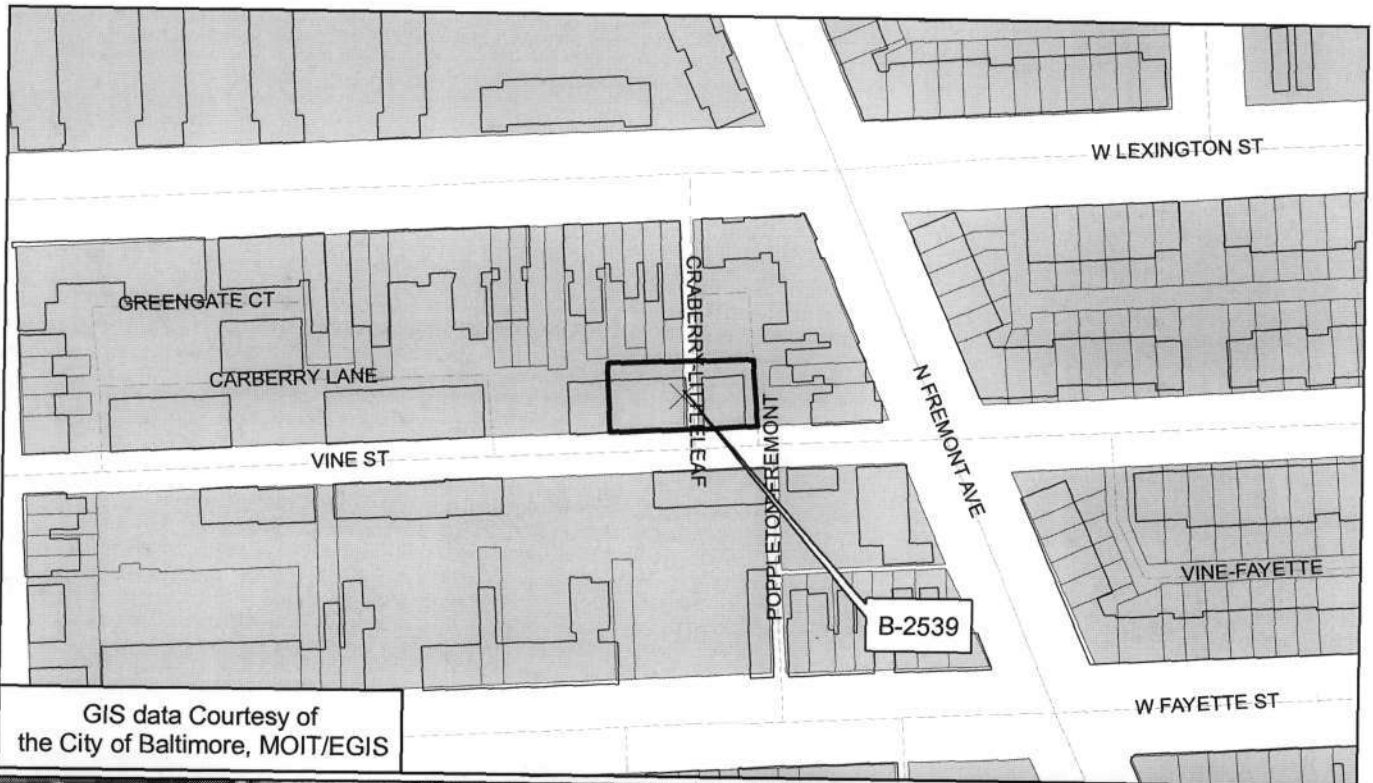 W LEXINGTON ST
GREENGATE CT
CRABERRY-LITTLELEAF
CARBERRY LANE
N FREMONT AVE
POPPLETON-FREMONT
VINE ST
VINE-FAYETTE
B-2539
W FAYETTE ST
GIS data Courtesy of
the City of Baltimore, MOIT/EGIS